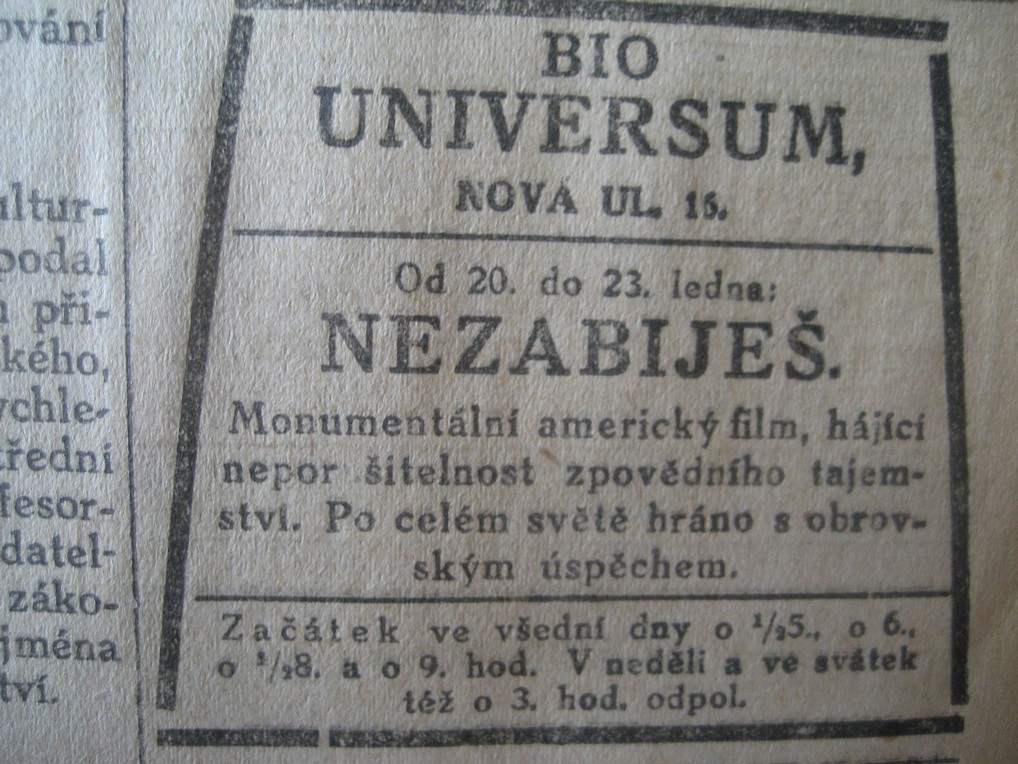 ování
ultur-
podal
při-
kého,
ychle-
třední
fesor-
datel-
záko-
jména
tví.
BIO
UNIVERSUM,
NOVÁ UL. 16.
Od 20. do 23. ledna:
NEZABIJEŠ.
Monumentální americký film, hájící
nepor šitelnost zpovědního tajem-
ství. Po celém světě hráno s obrov-
ským úspěchem.
Začátek ve všední dny o ½5., o 6.,
o ½8. a o 9. hod. V neděli a ve svátek
též o 3. hod. odpol.